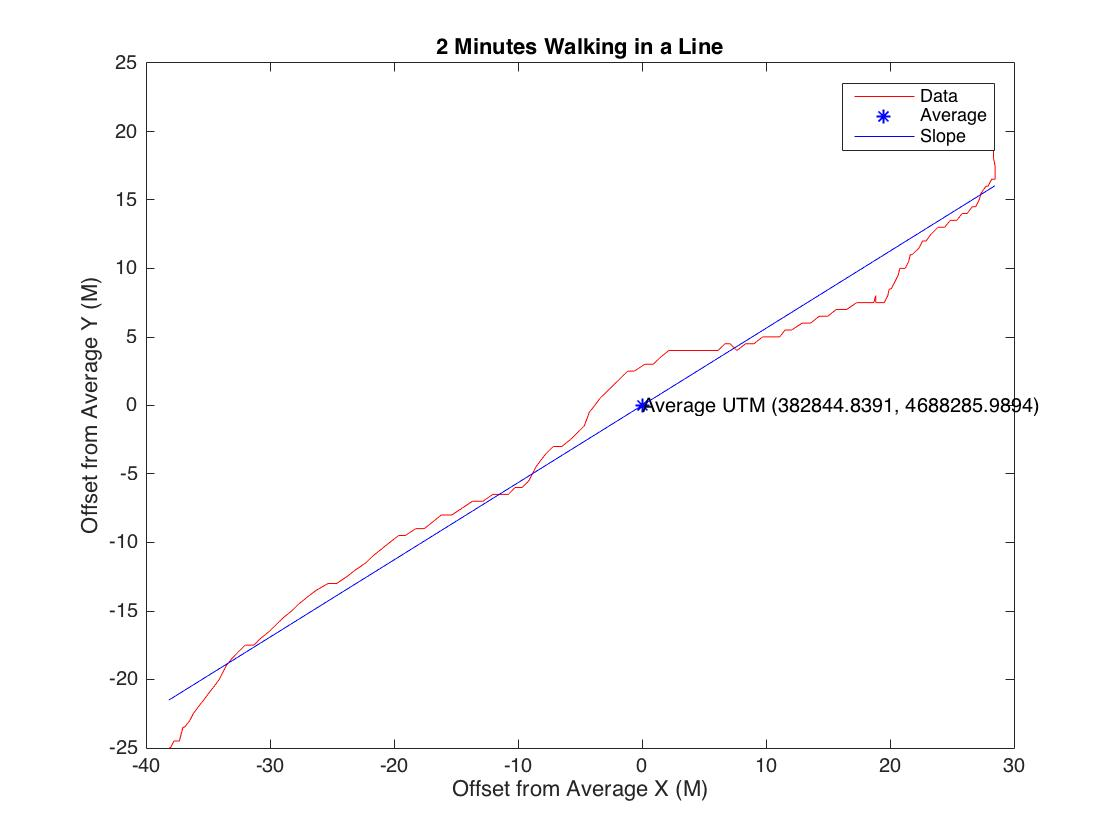 2 Minutes Walking in a Line
25
20
15
10
5
0
-5
-10
-15
-20
-25
Offset from Average Y (M)
Data
Average
Slope
Average UTM (382844.8391, 4688285.9894)
-40 -30 -20 -10 0 10 20 30
Offset from Average X (M)